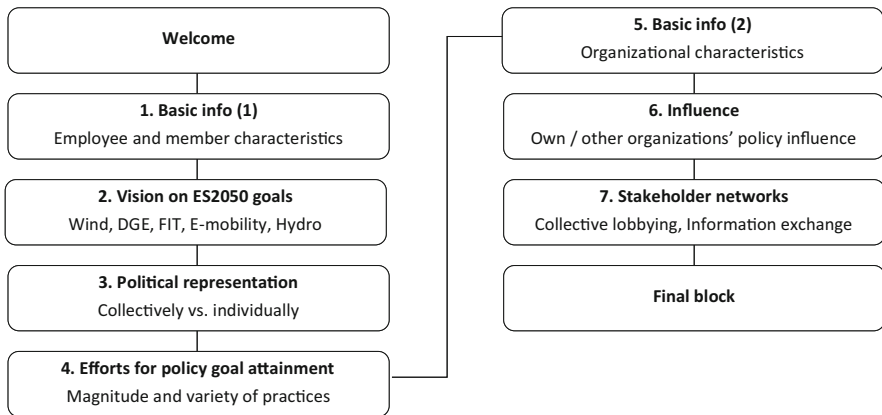 Welcome
1. Basic info (1)
Employee and member characteristics
2. Vision on ES2050 goals
Wind, DGE, FIT, E-mobility, Hydro
3. Political representation
Collectively vs. individually
4. Efforts for policy goal attainment
Magnitude and variety of practices
5. Basic info (2)
Organizational characteristics
6. Influence
Own / other organizations’ policy influence
7. Stakeholder networks
Collective lobbying, Information exchange
Final block